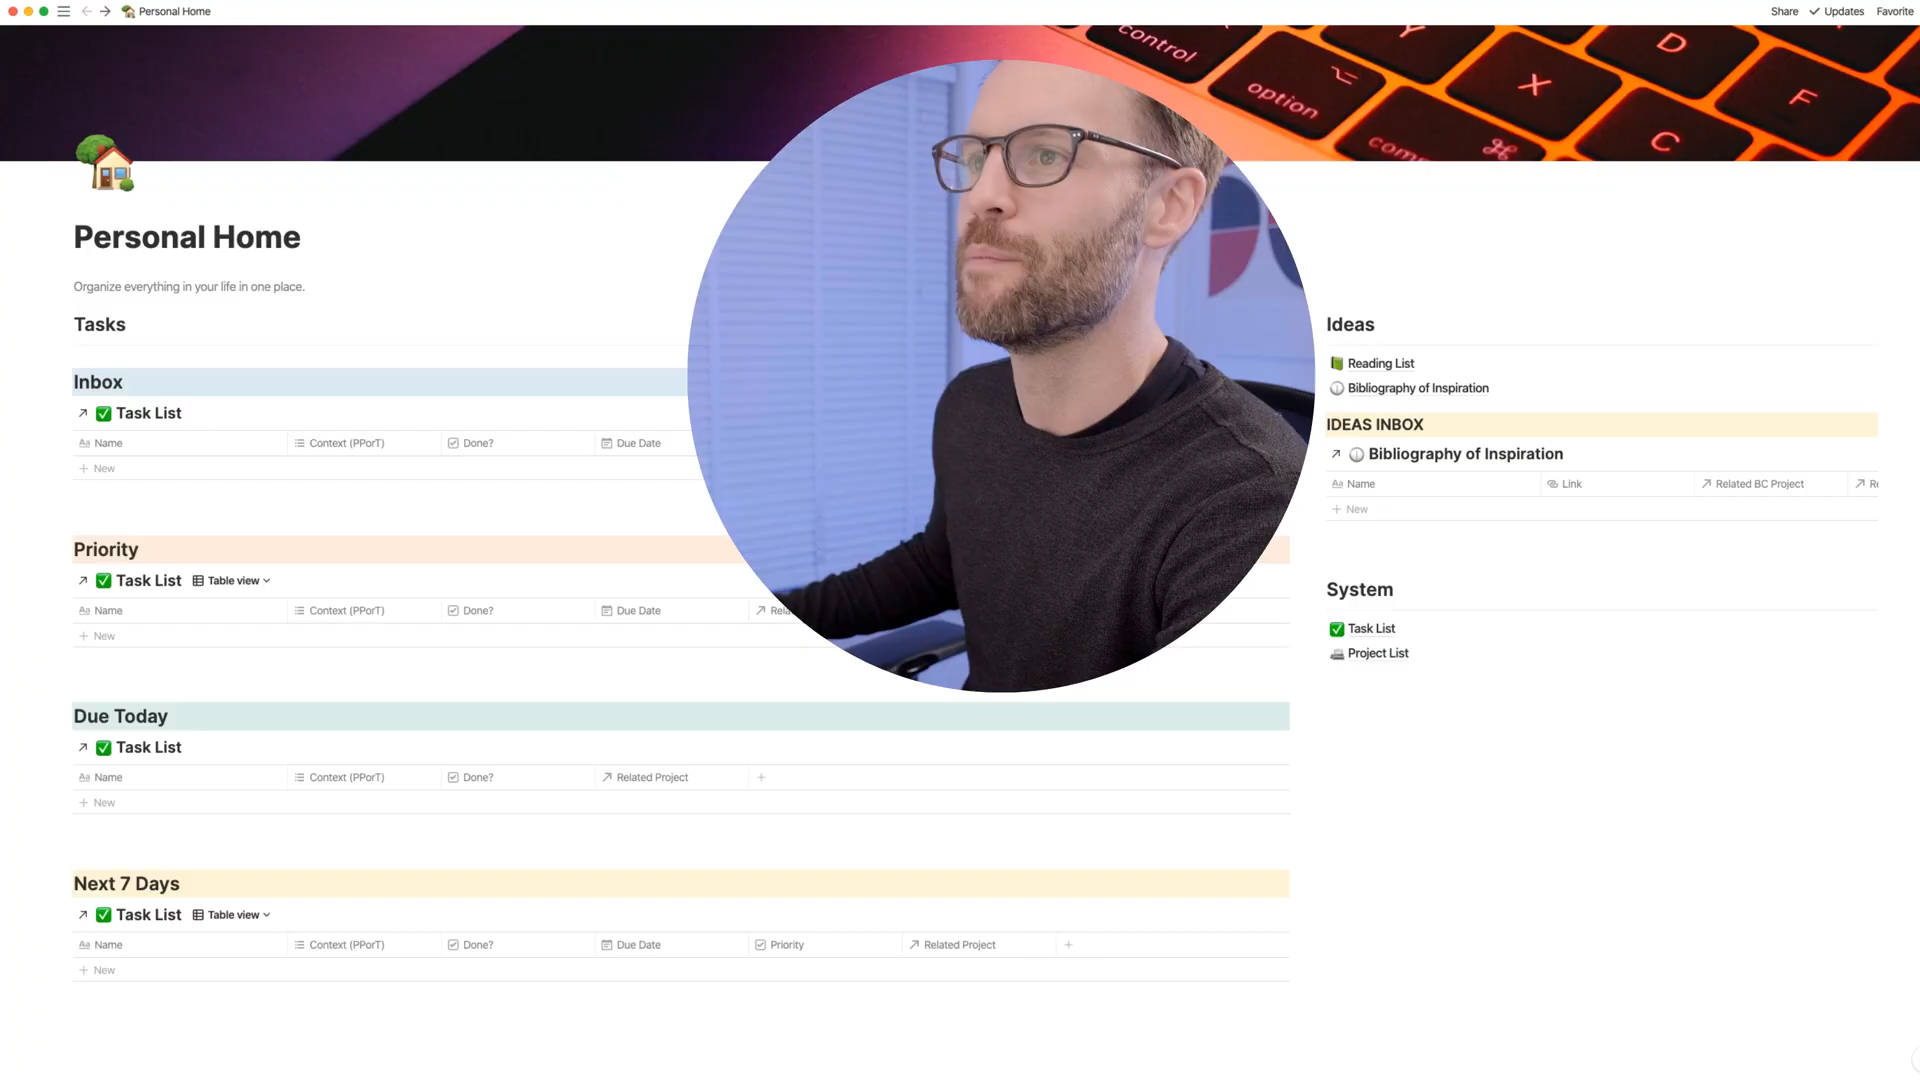 Personal Home
Share Updates Favorite
control
option
Y
X
D
F
C
Personal Home
Organize everything in your life in one place.
Tasks
Inbox
Task List
Name Context (PPorT) Done? Due Date
New
Priority
Task List Table view
Name Context (PPorT) Done? Due Date
New
Due Today
Task List
Name Context (PPorT) Done? Related Project
New
Next 7 Days
Task List Table view
Name Context (PPorT) Done? Due Date Priority Related Project
New
Ideas
Reading List
Bibliography of Inspiration
IDEAS INBOX
Bibliography of Inspiration
Name Link Related BC Project
New
System
Task List
Project List